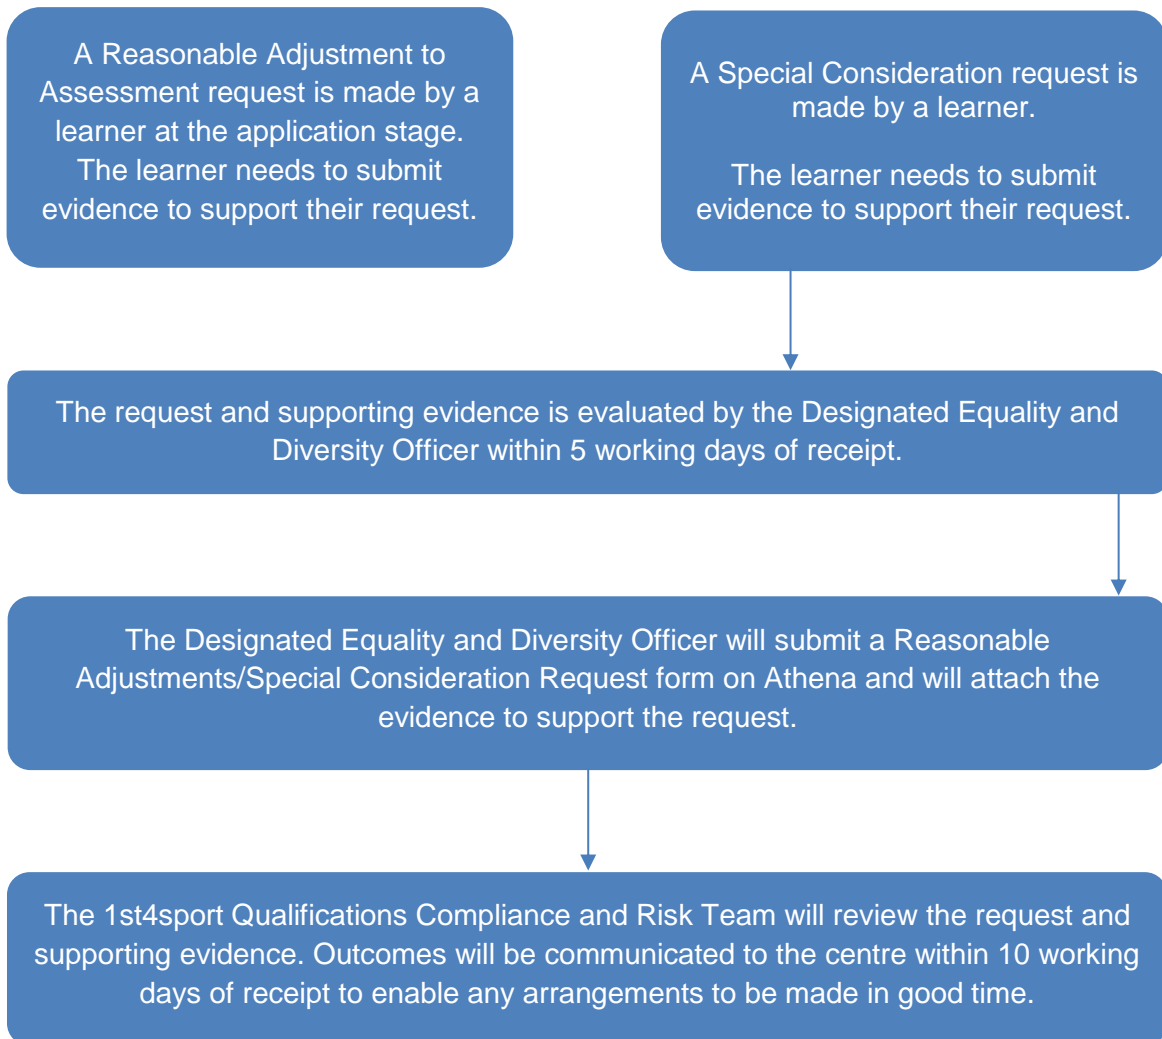 A Reasonable Adjustment to
Assessment request is made by a
learner at the application stage.
The learner needs to submit
evidence to support their request.
A Special Consideration request is
made by a learner.
The learner needs to submit
evidence to support their request.
The request and supporting evidence is evaluated by the Designated Equality and
Diversity Officer within 5 working days of receipt.
The Designated Equality and Diversity Officer will submit a Reasonable
Adjustments/Special Consideration Request form on Athena and will attach the
evidence to support the request.
The 1st4sport Qualifications Compliance and Risk Team will review the request and
supporting evidence. Outcomes will be communicated to the centre within 10 working
days of receipt to enable any arrangements to be made in good time.